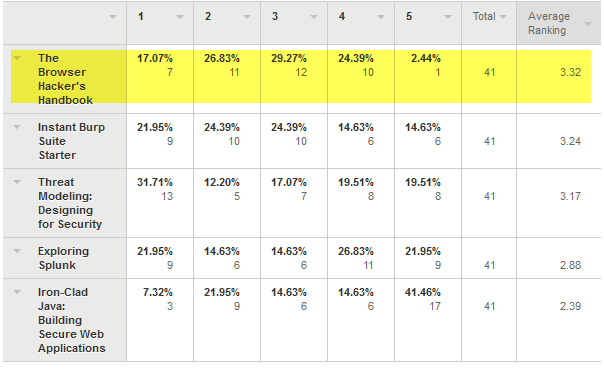 1 2 3 4 5 Total Average
Ranking
The 17.07% 26.83% 29.27% 24.39% 2.44%
Browser 7 11 12 10 1 41 3.32
Hacker's
Handbook
Instant Burp 21.95% 24.39% 24.39% 14.63% 14.63%
Suite 9 10 10 6 6 41 3.24
Starter
Threat 31.71% 12.20% 17.07% 19.51% 19.51%
Modeling: 13 5 7 8 8 41 3.17
Designing
for Security
Exploring 21.95% 14.63% 14.63% 26.83% 21.95%
Splunk 9 6 6 11 9 41 2.88
Iron-Clad 7.32% 21.95% 14.63% 14.63% 41.46%
Java: 3 9 6 6 17 41 2.39
Building
Secure Web
Applications